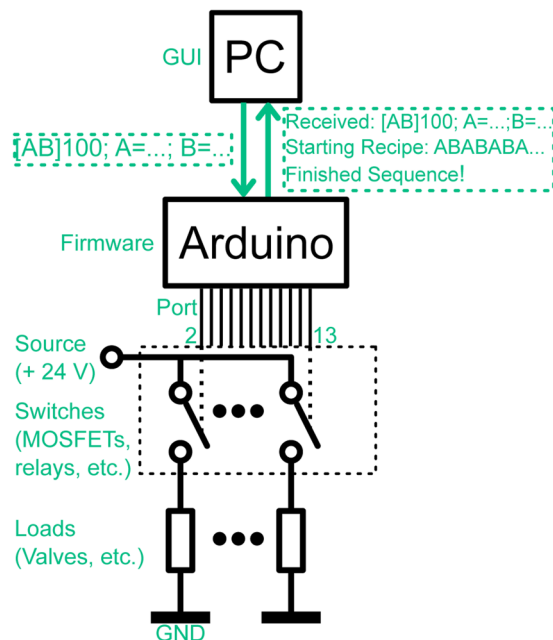 GUI
PC
[AB]100; A=...; B=...
Received: [AB]100; A=...;B=...
Starting Recipe: ABABABA...
Finished Sequence!
Firmware
Arduino
Port
2
13
Source
(+ 24 V)
Switches
(MOSFETs,
relays, etc.)
Loads
(Valves, etc.)
GND